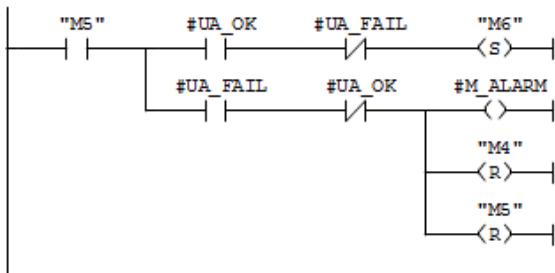 "M5" #UA_OK #UA_FAIL "M6"
S
#UA_FAIL #UA_OK #M_ALARM
"M4"
R
"M5"
R